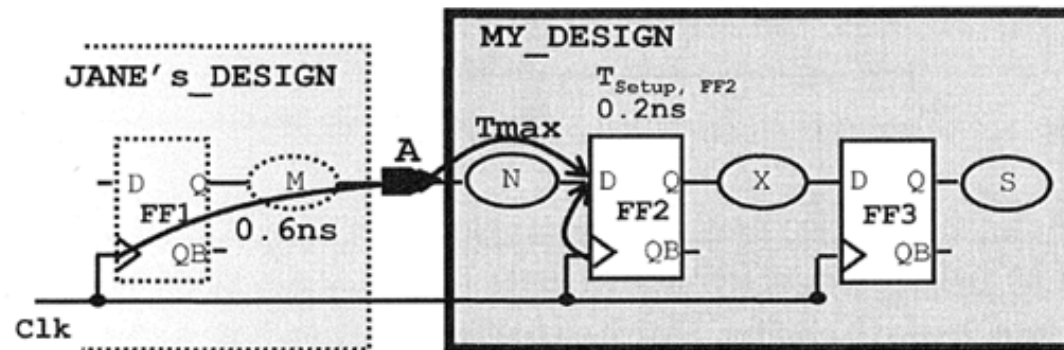 MY_DESIGN
JANE's_DESIGN
TSetup, FF2
0.2ns
Tmax
A
D Q
M
N
D Q
X
D Q
S
FF1
FF2
FF3
0.6ns
QB
QB
QB
Clk